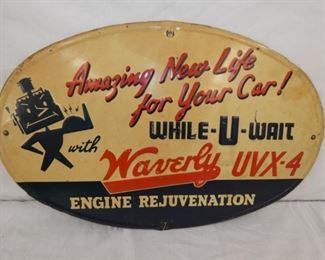 Amazing New Life
for Your Car!
WHILE-U-WAIT
with
Waverly UVX-4
ENGINE REJUVENATION